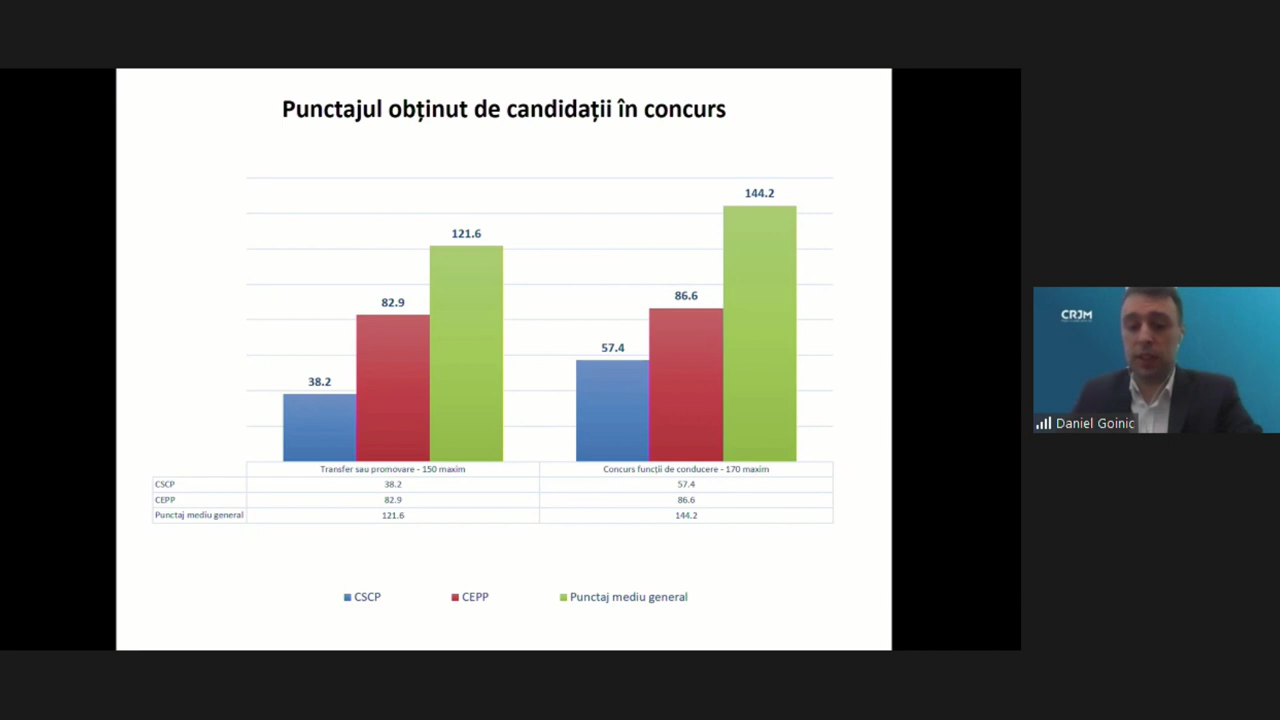 Punctajul obținut de candidații în concurs
144.2
121.6
82.9
86.6
57.4
38.2
Transfer sau promovare - 150 maxim Concurs funcții de conducere - 170 maxim
CSCP 38.2 57.4
CEPP 82.9 86.6
Punctaj mediu general 121.6 144.2
CSCP CEPP Punctaj mediu general
CRJM
Daniel Goinic